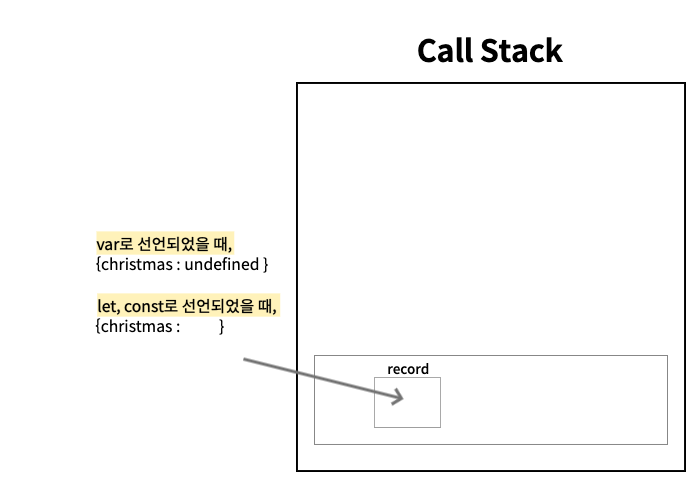 Call Stack
var로 선언되었을 때,
{christmas : undefined }
let, const로 선언되었을 때,
{christmas :        }
record